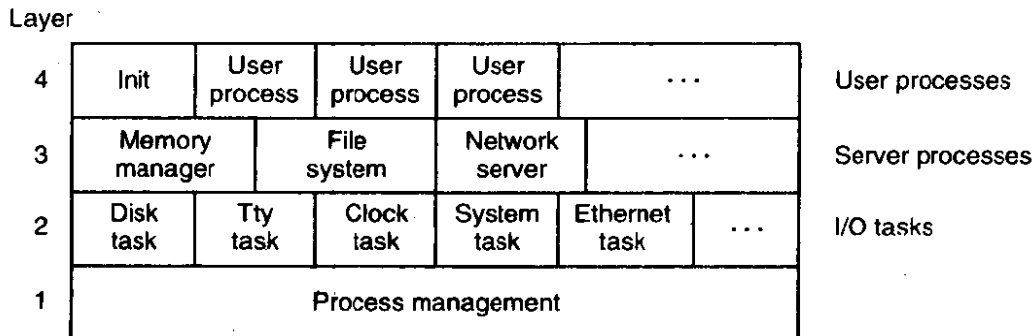 Layer
4 Init User process User process User process ... User processes
3 Memory manager File system Network server ... Server processes
2 Disk task Tty task Clock task System task Ethernet task ... I/O tasks
1 Process management